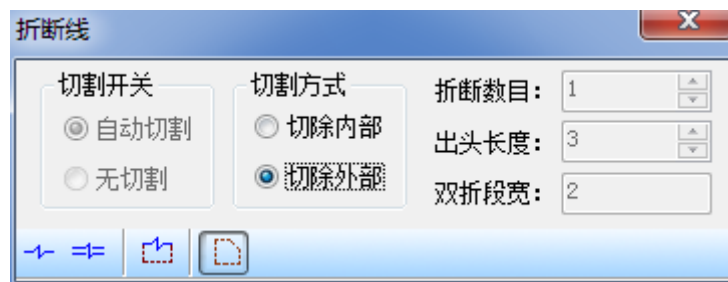 折断线
切割开关
自动切割
无切割
切割方式
切除内部
切除外部
折断数目： 1
出头长度： 3
双折段宽： 2